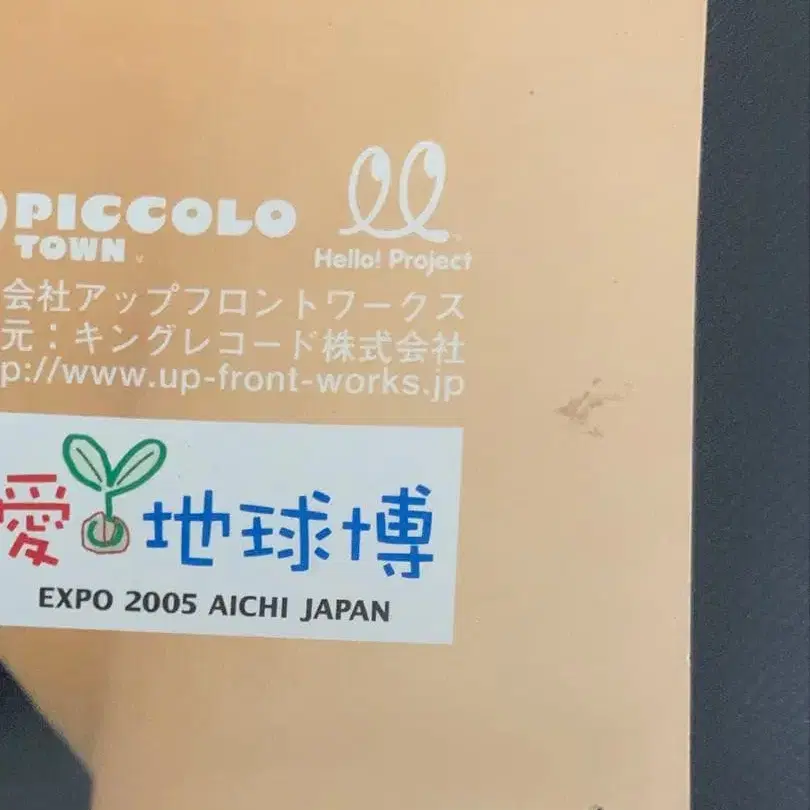 PICCOLO
TOWN
Hello! Project
会社アップフロントワークス
元：キングレコード株式会社
p://www.up-front-works.jp
愛 地球博
EXPO 2005 AICHI JAPAN